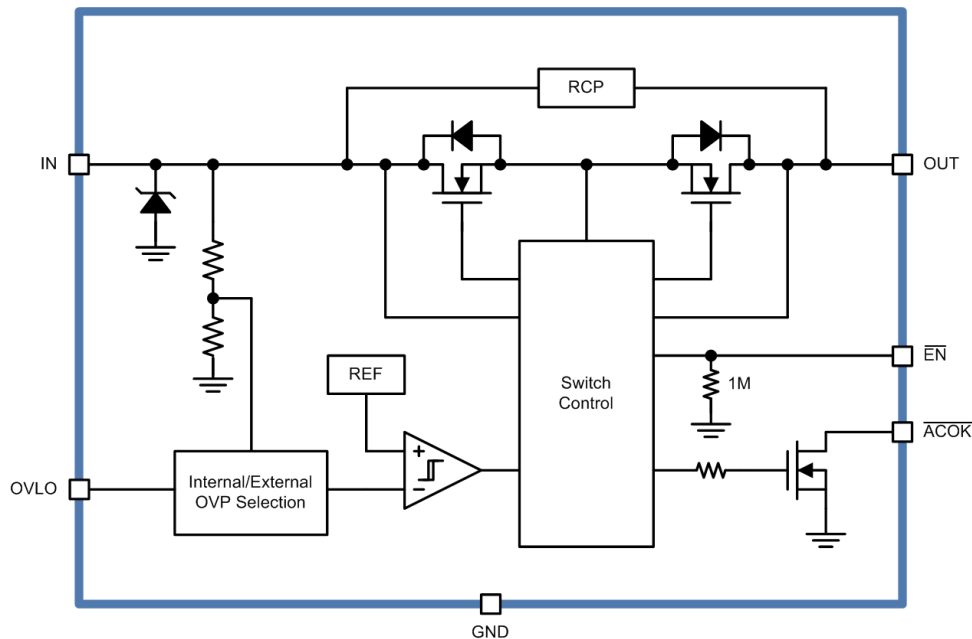 RCP
IN
OUT
EN
REF
1M
Switch
Control
ACOK
+
−
Internal/External
OVP Selection
OVLO
GND